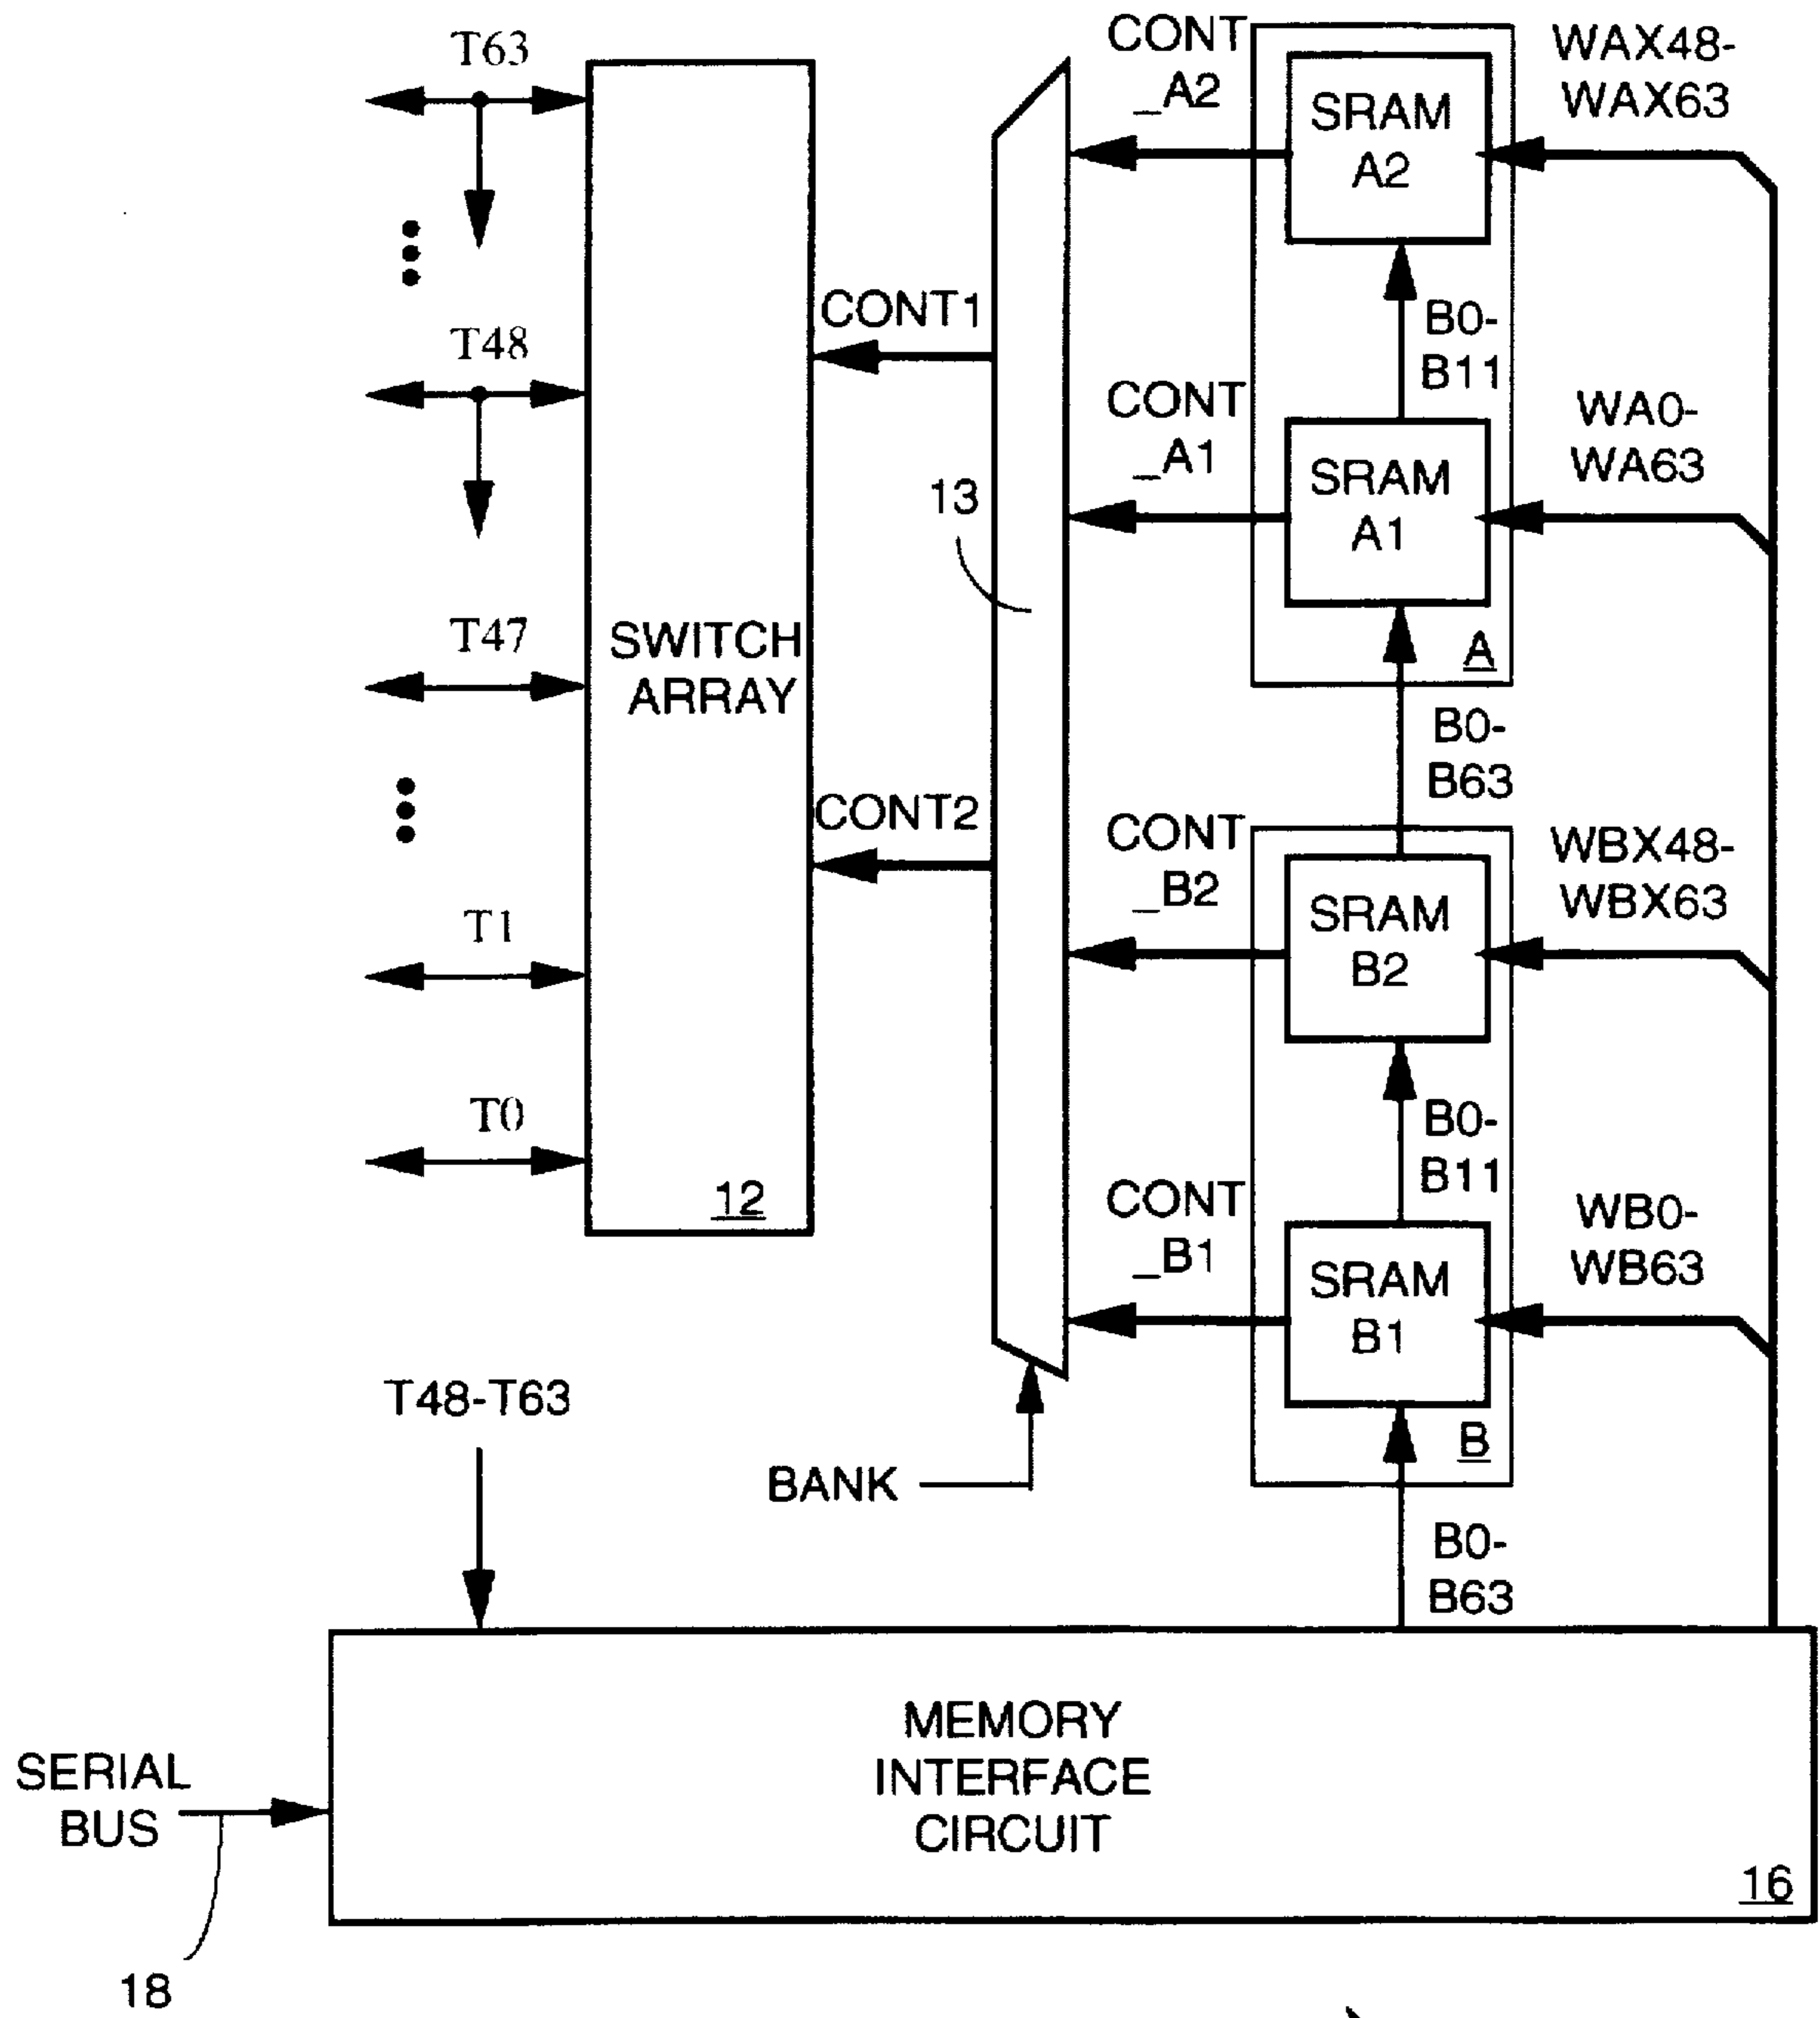 T63
T48
T47
T1
T0
SWITCH
ARRAY
12
CONT1
CONT2
13
CONT
_A2
CONT
_A1
CONT
_B2
CONT
_B1
SRAM
A2
B0-
B11
SRAM
A1
A
B0-
B63
SRAM
B2
B0-
B11
SRAM
B1
B
B0-
B63
WAX48-
WAX63
WA0-
WA63
WBX48-
WBX63
WB0-
WB63
BANK
T48-T63
SERIAL
BUS
18
MEMORY
INTERFACE
CIRCUIT
16